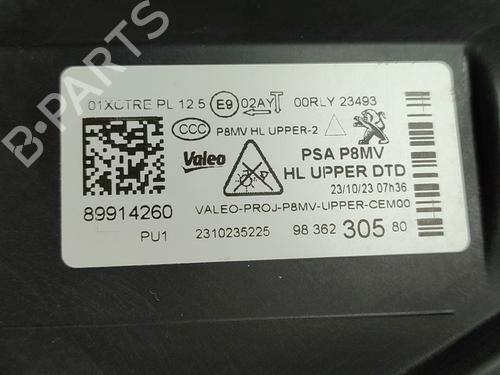 01XCTRE PL 12 5 E9 02AY 00RLY 23493
CCC P8MV HL UPPER-2
Valeo PSA P8MV
HL UPPER DTD
23/10/23 07h36
89914260 VALEO-PROJ-P8MV-UPPER-CEM00
PU1 2310235225 98 362 305 80